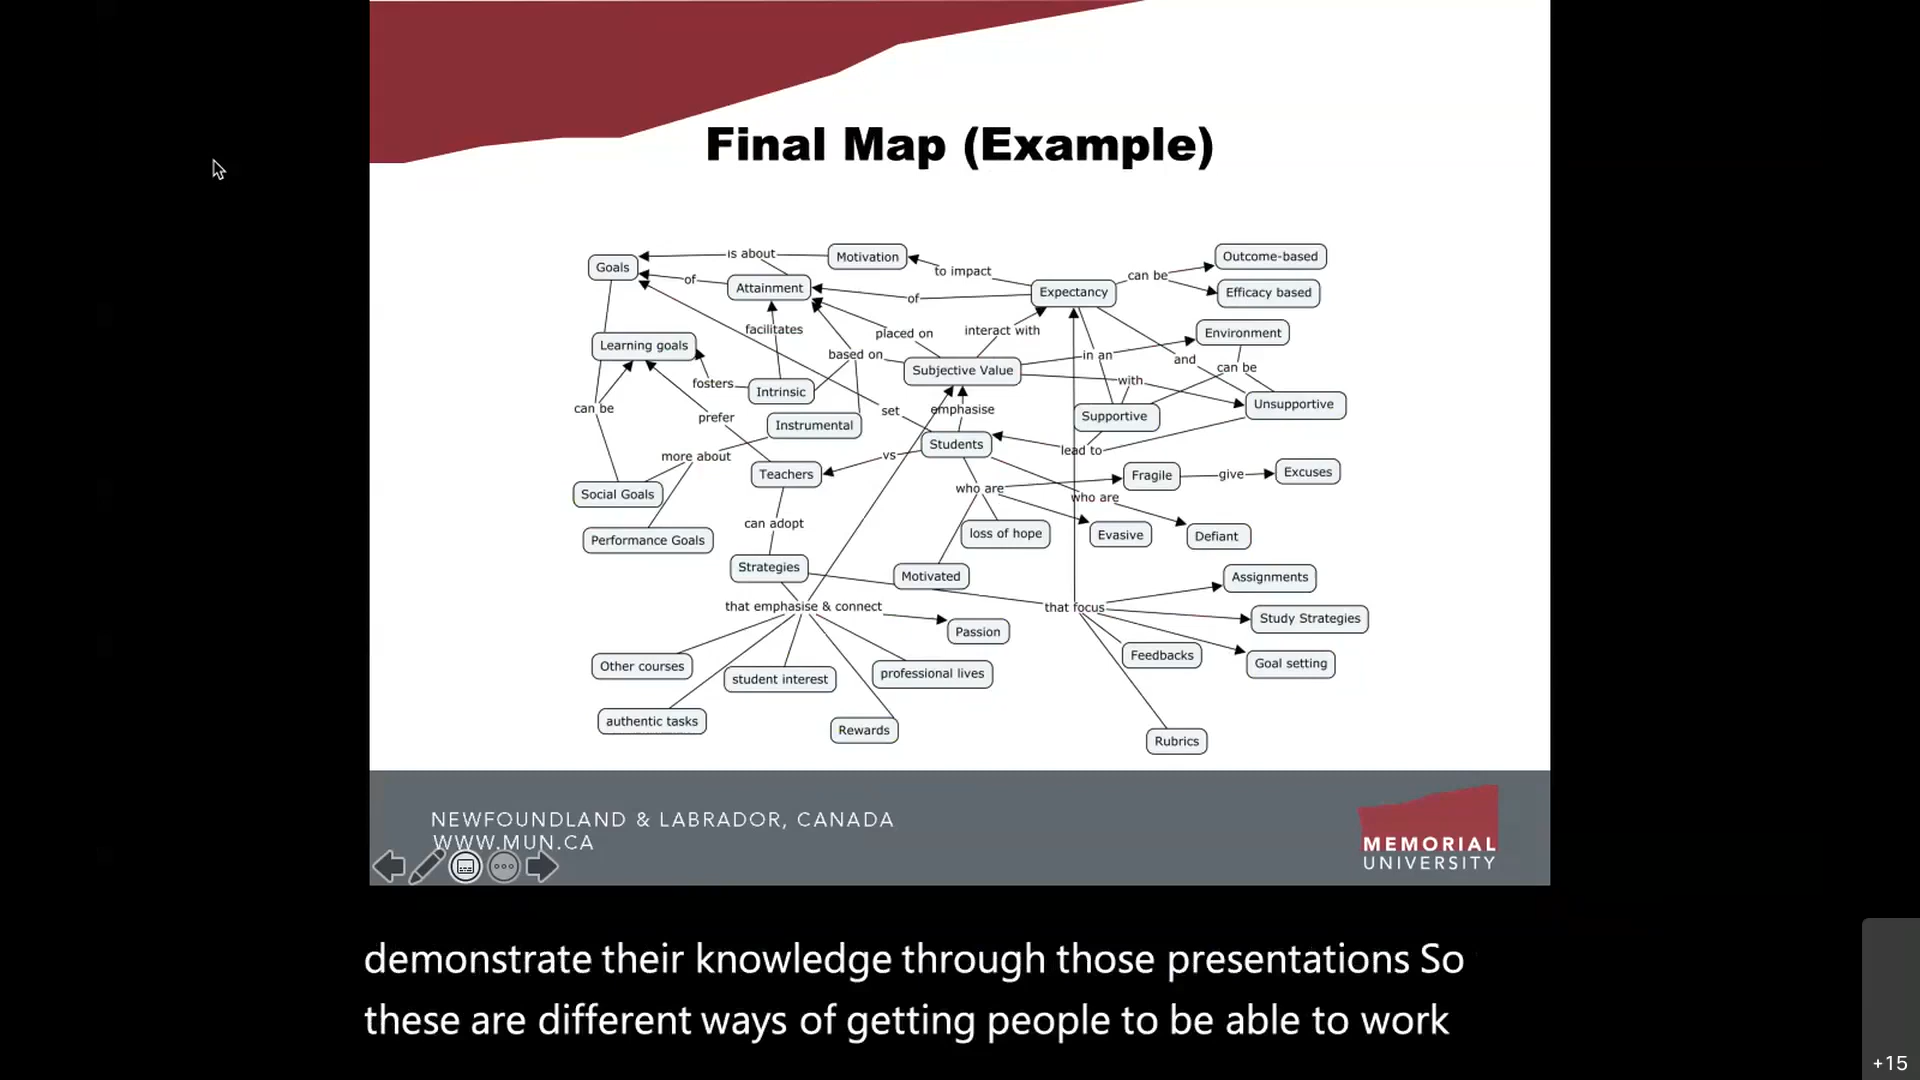 Final Map (Example)
is about
Motivation
Outcome-based
Goals
to impact
can be
of
Attainment
of
Expectancy
Efficacy based
facilitates
placed on
interact with
Environment
Learning goals
based on
in an
and
can be
Subjective Value
fosters
Intrinsic
with
can be
prefer
set
emphasise
Supportive
Unsupportive
Instrumental
Students
lead to
more about
vs
Teachers
Fragile
give
Excuses
Social Goals
who are
who are
can adopt
loss of hope
Evasive
Defiant
Performance Goals
Strategies
Motivated
Assignments
that emphasise & connect
that focus
Study Strategies
Passion
Other courses
student interest
professional lives
Feedbacks
Goal setting
authentic tasks
Rewards
Rubrics
NEWFOUNDLAND & LABRADOR, CANADA
WWW.MUN.CA
MEMORIAL
UNIVERSITY
demonstrate their knowledge through those presentations So
these are different ways of getting people to be able to work
+15